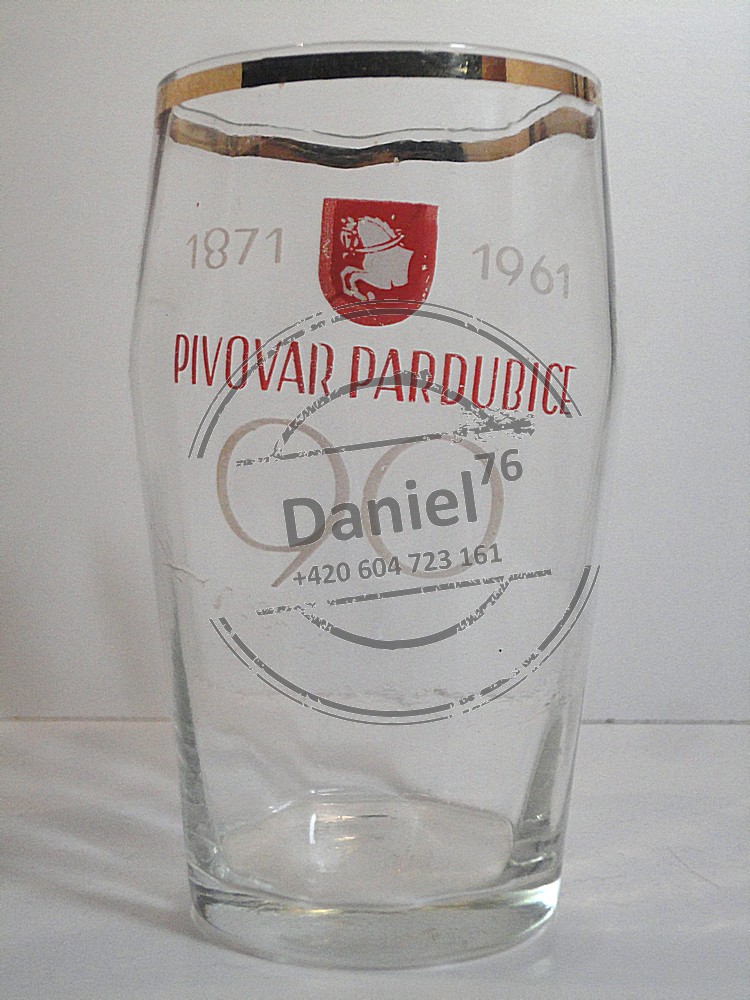 1871 1961
PIVOVAR PARDUBICE
90
Daniel76
+420 604 723 161